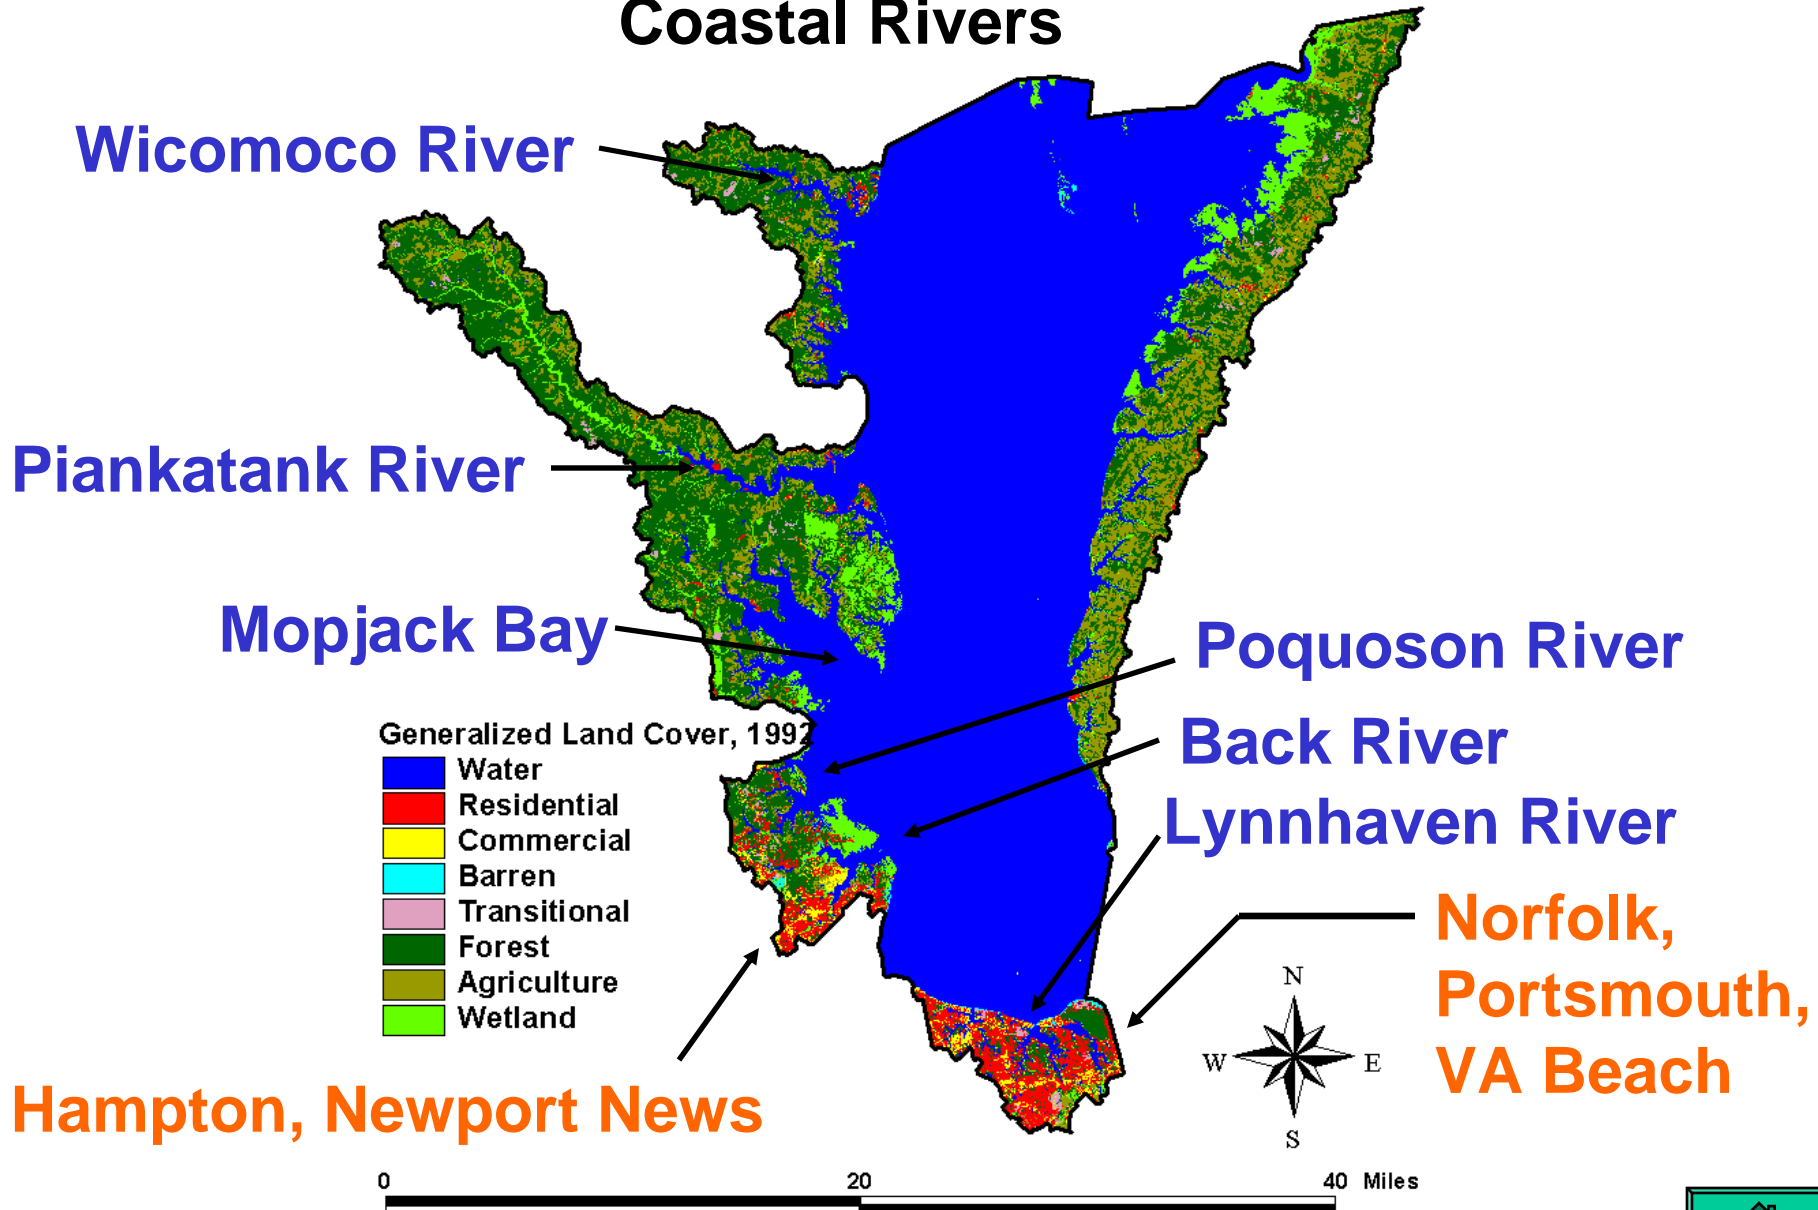 Coastal Rivers
Wicomoco River
Piankatank River
Mopjack Bay
Poquoson River
Back River
Lynnhaven River
Norfolk,
Portsmouth,
VA Beach
Hampton, Newport News
Generalized Land Cover, 1992
Water
Residential
Commercial
Barren
Transitional
Forest
Agriculture
Wetland
N
W E
S
0 20 40 Miles